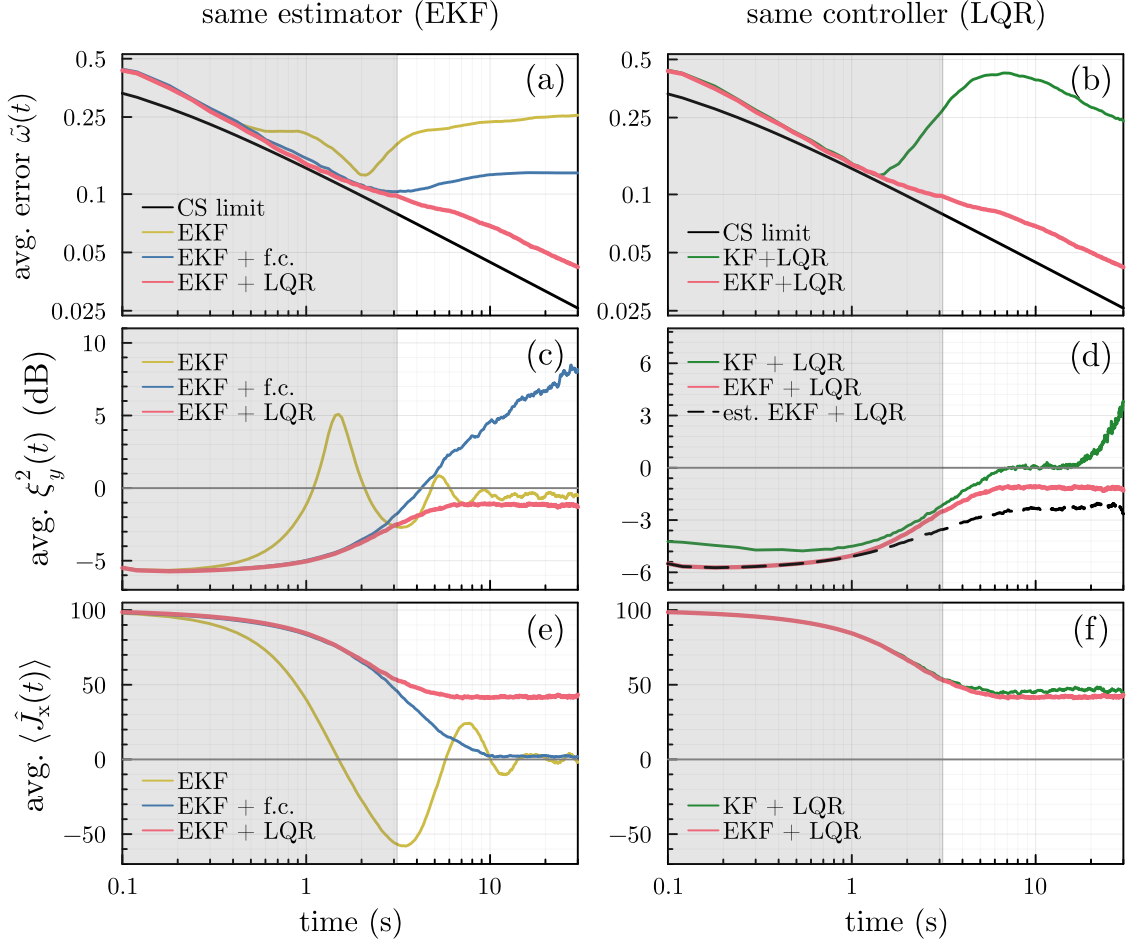 same estimator (EKF)
same controller (LQR)
avg. error ω̃(t)
0.5
0.25
0.1
0.05
0.025
(a)
CS limit
EKF
EKF + f.c.
EKF + LQR
0.5
0.25
0.1
0.05
0.025
(b)
CS limit
KF+LQR
EKF+LQR
avg. ξ²_y(t) (dB)
10
5
0
−5
(c)
EKF
EKF + f.c.
EKF + LQR
6
3
0
−3
−6
(d)
KF + LQR
EKF + LQR
est. EKF + LQR
avg. ⟨Ĵ_x(t)⟩
100
50
0
−50
(e)
EKF
EKF + f.c.
EKF + LQR
100
50
0
−50
(f)
KF + LQR
EKF + LQR
0.1 1 10
0.1 1 10
time (s)
time (s)